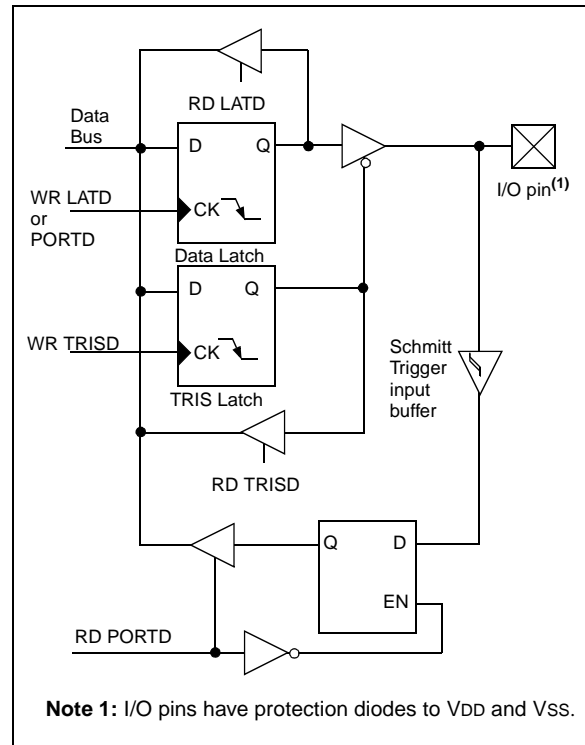 RD LATD
Data
Bus
D Q
WR LATD
or
PORTD
CK
Data Latch
I/O pin(1)
D Q
WR TRISD
CK
TRIS Latch
Schmitt
Trigger
input
buffer
RD TRISD
Q D
EN
RD PORTD
Note 1: I/O pins have protection diodes to VDD and VSS.